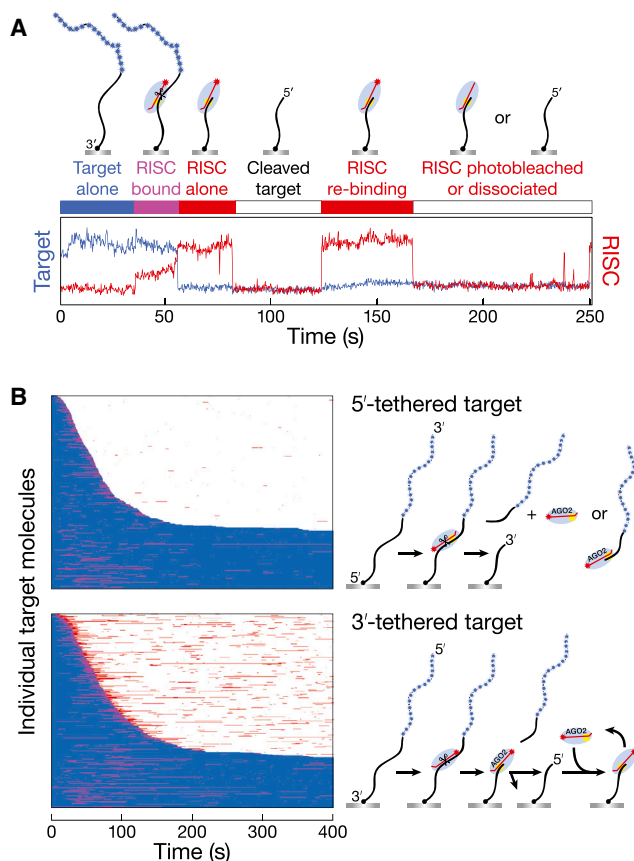 A
3′
5′
or
Target alone
RISC bound
RISC alone
Cleaved target
RISC re-binding
RISC photobleached or dissociated
Target
RISC
0 50 100 150 200 250
Time (s)
B
Individual target molecules
5′-tethered target
3′
5′
3′
+
AGO2
or
AGO2
3′-tethered target
5′
3′
AGO2
5′
AGO2
0 100 200 300 400
Time (s)